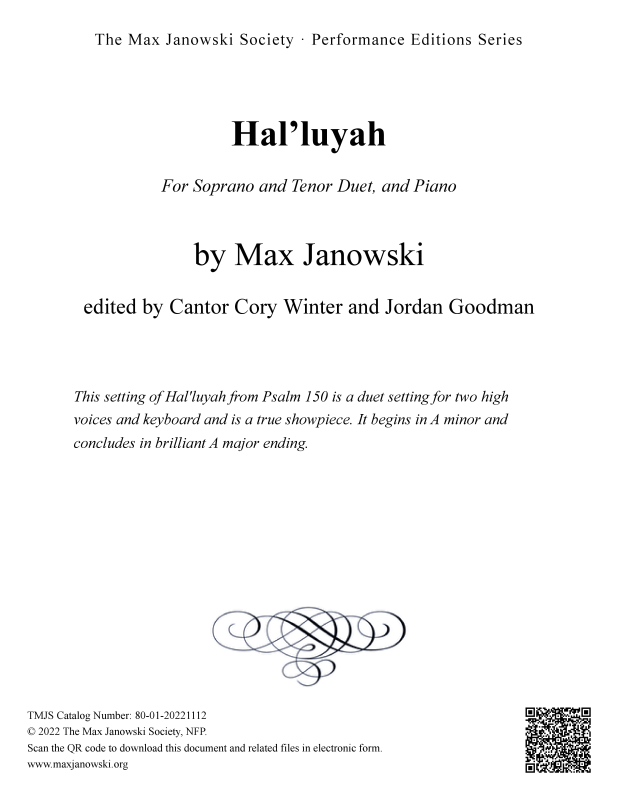 The Max Janowski Society · Performance Editions Series
Hal’luyah
For Soprano and Tenor Duet, and Piano
by Max Janowski
edited by Cantor Cory Winter and Jordan Goodman
This setting of Hal'luyah from Psalm 150 is a duet setting for two high
voices and keyboard and is a true showpiece. It begins in A minor and
concludes in brilliant A major ending.
TMJS Catalog Number: 80-01-20221112
© 2022 The Max Janowski Society, NFP.
Scan the QR code to download this document and related files in electronic form.
www.maxjanowski.org